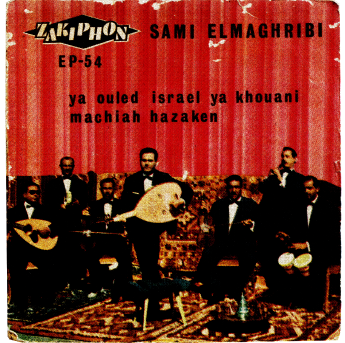 ZAKIPHON SAMI ELMAGHRIBI
EP-54
ya ouled israel ya khouani
machiah hazaken